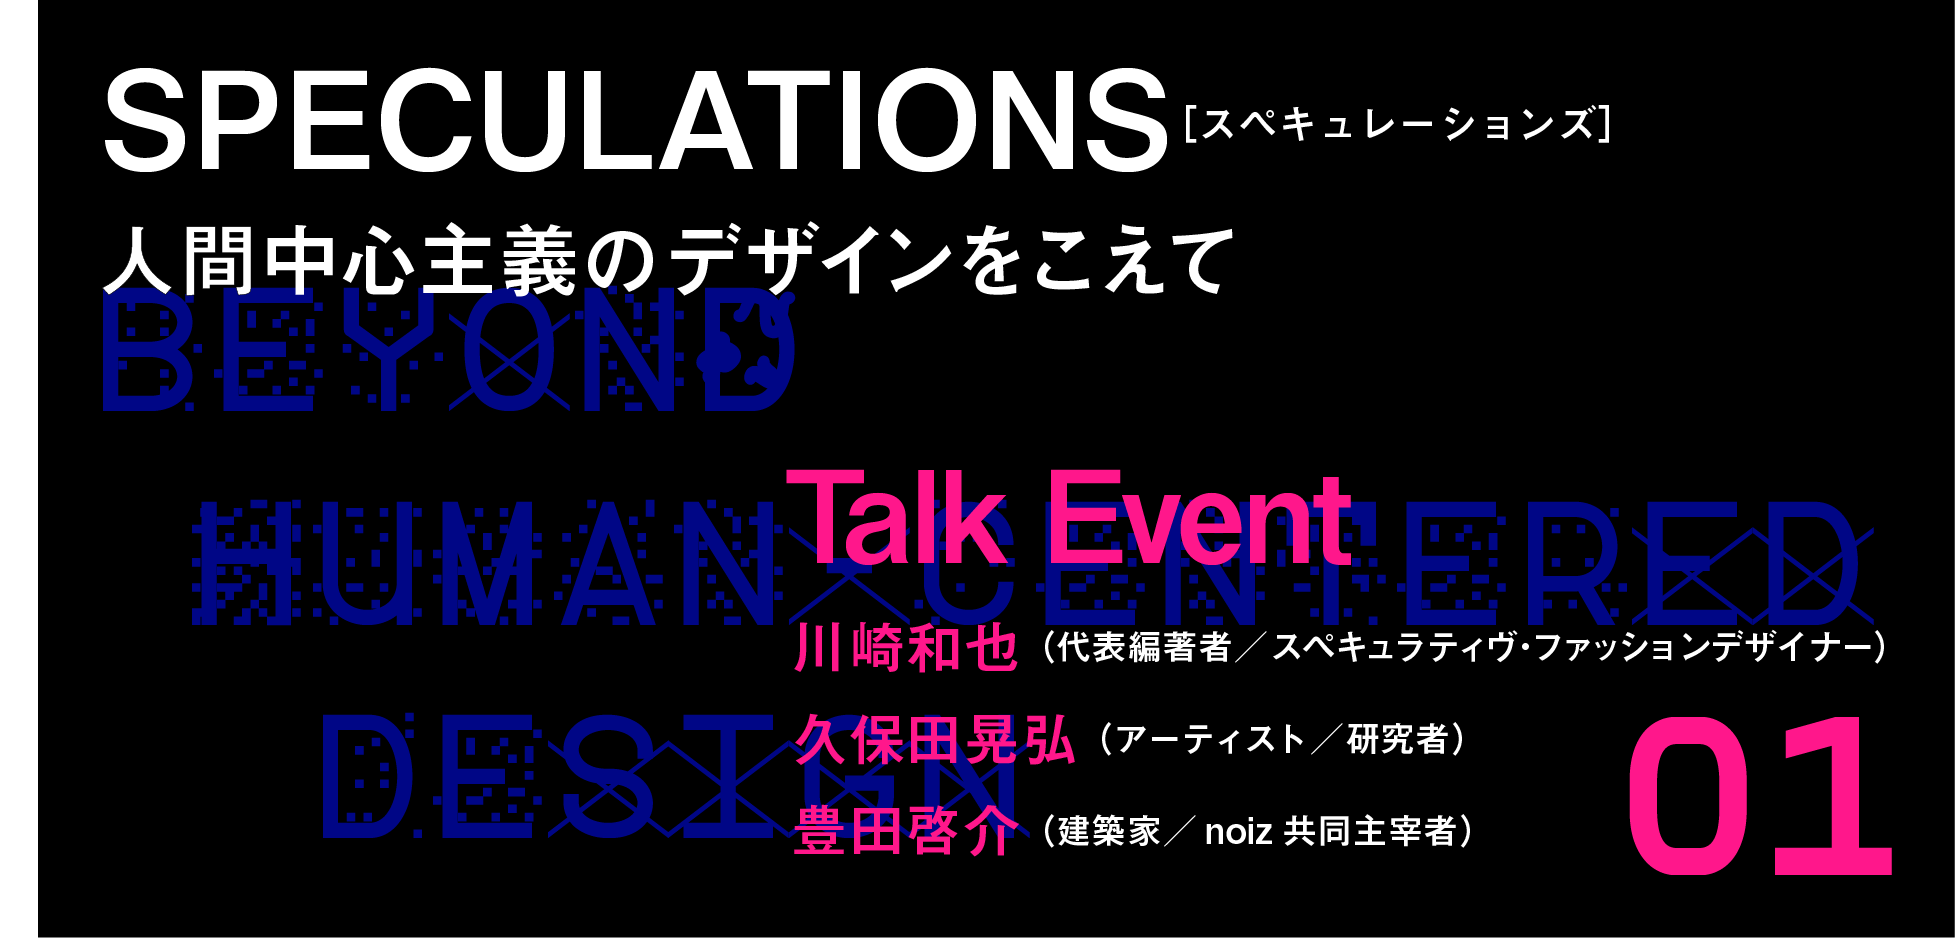 SPECULATIONS [スペキュレーションズ]
人間中心主義のデザインをこえて
BEYOND
Talk Event
HUMAN×CENTERED
川崎和也（代表編著者／スペキュラティヴ・ファッションデザイナー）
DESIGN
久保田晃弘（アーティスト／研究者）
豊田啓介（建築家／noiz 共同主宰者）
01